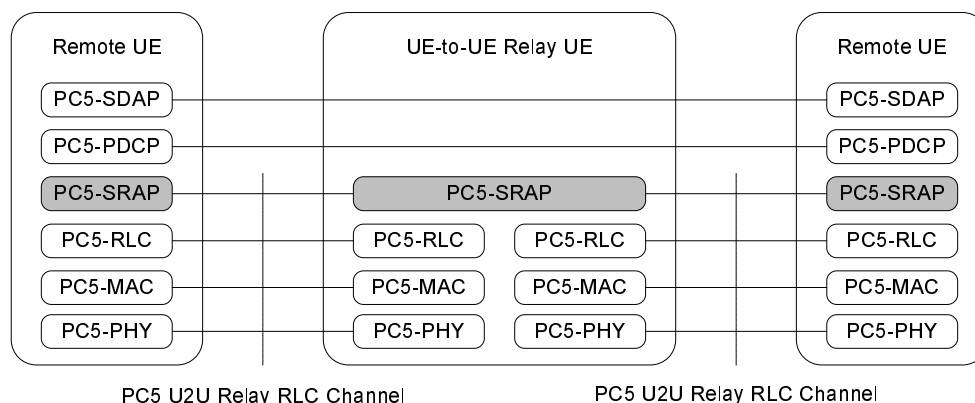 Remote UE
UE-to-UE Relay UE
Remote UE
PC5-SDAP
PC5-SDAP
PC5-PDCP
PC5-PDCP
PC5-SRAP
PC5-SRAP
PC5-SRAP
PC5-RLC
PC5-RLC
PC5-RLC
PC5-RLC
PC5-MAC
PC5-MAC
PC5-MAC
PC5-MAC
PC5-PHY
PC5-PHY
PC5-PHY
PC5-PHY
PC5 U2U Relay RLC Channel
PC5 U2U Relay RLC Channel